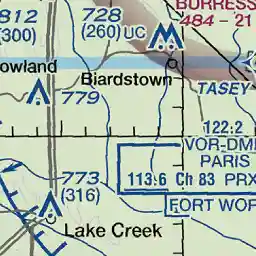 812
(300)
728
(260) UC
BURRESS
484 - 21
owland
Biardstown
779
TASEY
122.2
VOR-DME
PARIS
113.6 Ch 83 PRX
773
(316)
FORT WOR
Lake Creek